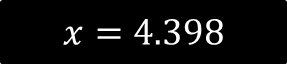 x = 4.398